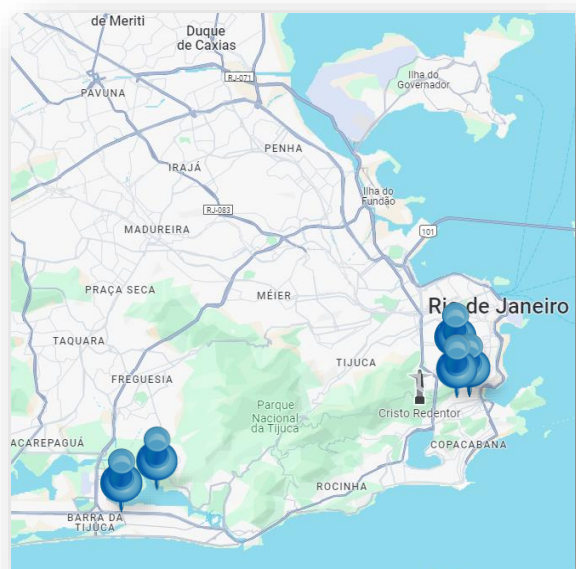 de Meriti
Duque
de Caxias
RJ-071
Ilha do
Governador
PAVUNA
PENHA
IRAJÁ
Ilha do
Fundão
RJ-083
MADUREIRA
101
PRAÇA SECA
MÉIER
Rio de Janeiro
TAQUARA
TIJUCA
FREGUESIA
Parque
Nacional
da Tijuca
Cristo Redentor
ACAREPAGUÁ
COPACABANA
ROCINHA
BARRA DA
TIJUCA